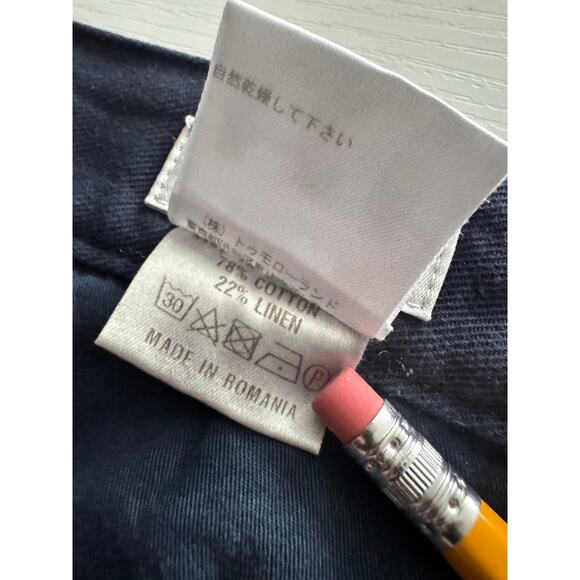 自然乾燥して下さい
(株)トゥモローランド
78% COTTON
22% LINEN
30 P
MADE IN ROMANIA